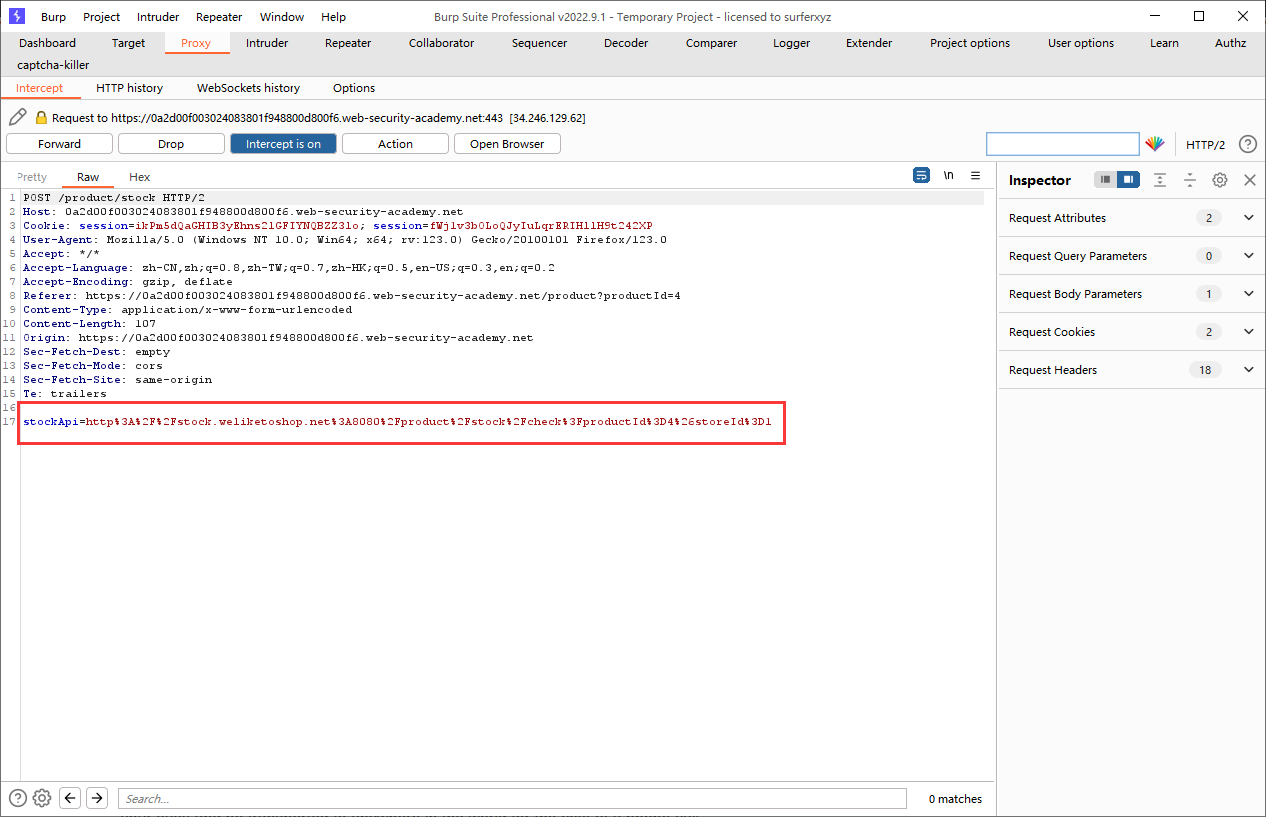 Burp Project Intruder Repeater Window Help Burp Suite Professional v2022.9.1 - Temporary Project - licensed to surferxyz
Dashboard Target Proxy Intruder Repeater Collaborator Sequencer Decoder Comparer Logger Extender Project options User options Learn Authz
captcha-killer
Intercept HTTP history WebSockets history Options
Request to https://0a2d00f003024083801f948800d800f6.web-security-academy.net:443 [34.246.129.62]
Forward Drop Intercept is on Action Open Browser HTTP/2 ?
Pretty Raw Hex \n
Inspector
1 POST /product/stock HTTP/2
2 Host: 0a2d00f003024083801f948800d800f6.web-security-academy.net
3 Cookie: session=ikPm5dQaGHIB3yEhns21GFIYNQBZZ3lo; session=fWj1v3b0LoQJyIuLqrERIHl1H9t242XP
4 User-Agent: Mozilla/5.0 (Windows NT 10.0; Win64; x64; rv:123.0) Gecko/20100101 Firefox/123.0
5 Accept: */*
6 Accept-Language: zh-CN,zh;q=0.8,zh-TW;q=0.7,zh-HK;q=0.5,en-US;q=0.3,en;q=0.2
7 Accept-Encoding: gzip, deflate
8 Referer: https://0a2d00f003024083801f948800d800f6.web-security-academy.net/product?productId=4
9 Content-Type: application/x-www-form-urlencoded
10 Content-Length: 107
11 Origin: https://0a2d00f003024083801f948800d800f6.web-security-academy.net
12 Sec-Fetch-Dest: empty
13 Sec-Fetch-Mode: cors
14 Sec-Fetch-Site: same-origin
15 Te: trailers
16
17 stockApi=http%3A%2F%2Fstock.weliketoshop.net%3A8080%2Fproduct%2Fstock%2Fcheck%3FproductId%3D4%26storeId%3D1
Request Attributes 2
Request Query Parameters 0
Request Body Parameters 1
Request Cookies 2
Request Headers 18
? Search... 0 matches